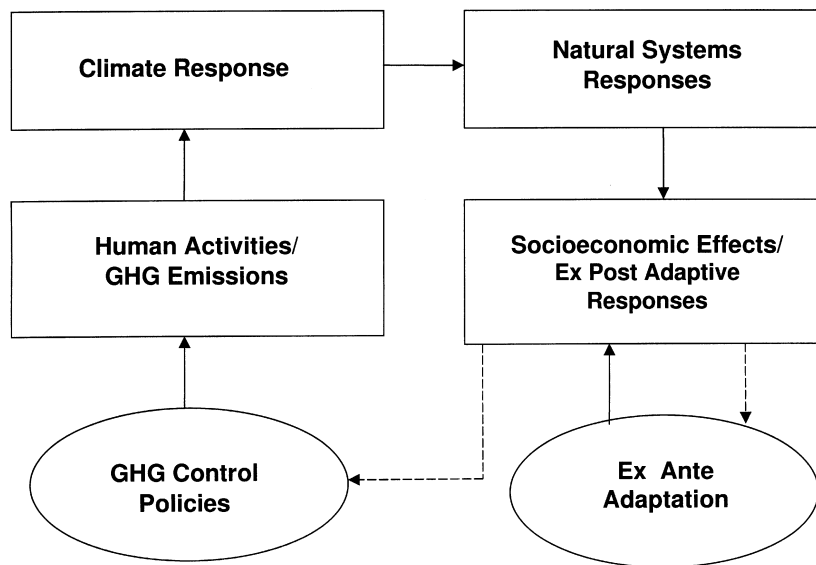 Climate Response
Natural Systems
Responses
Human Activities/
GHG Emissions
Socioeconomic Effects/
Ex Post Adaptive
Responses
GHG Control
Policies
Ex Ante
Adaptation